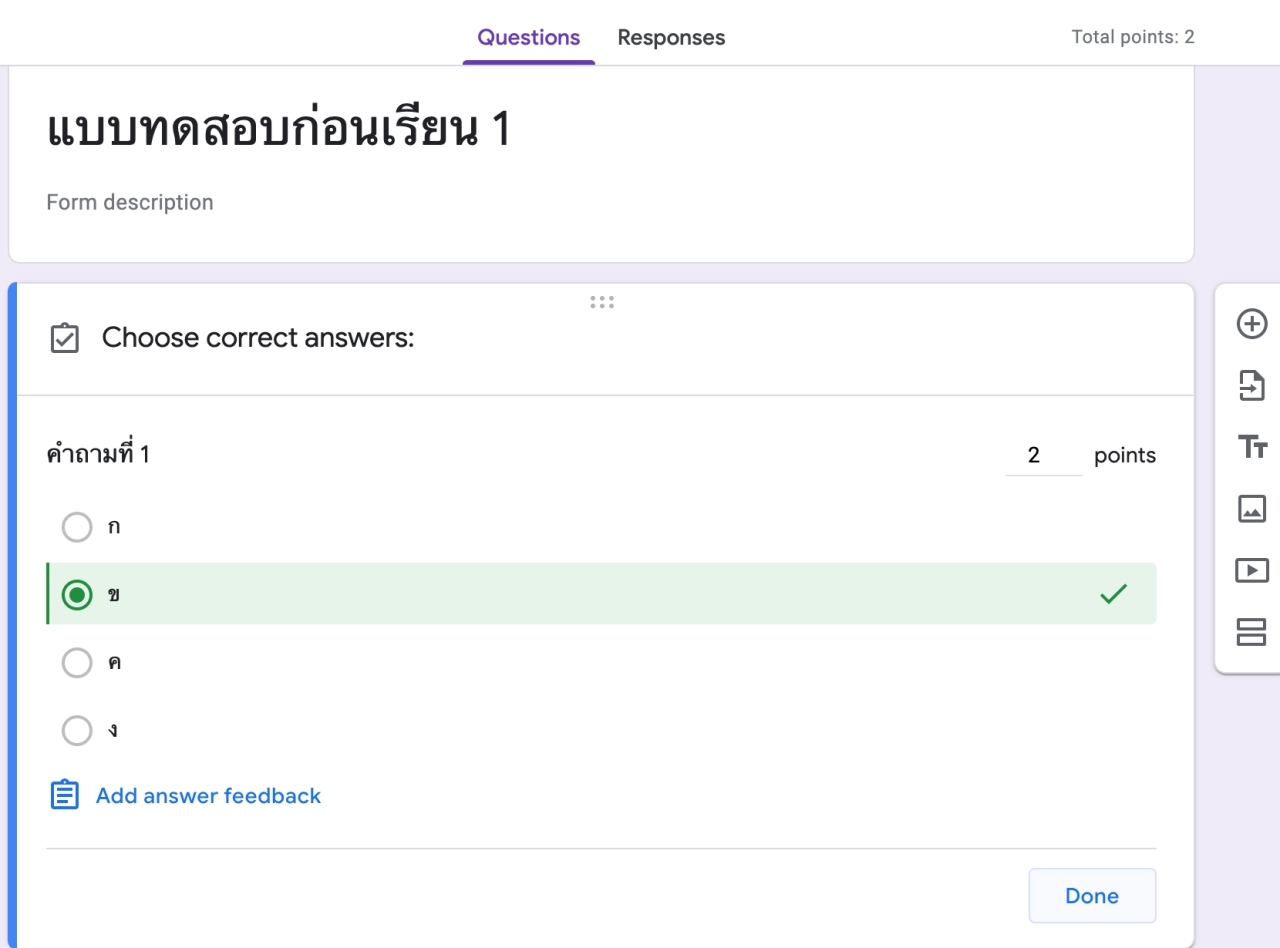 Questions Responses Total points: 2
แบบทดสอบก่อนเรียน 1
Form description
Choose correct answers:
คำถามที่ 1 2 points
ก
ข
ค
ง
Add answer feedback
Done